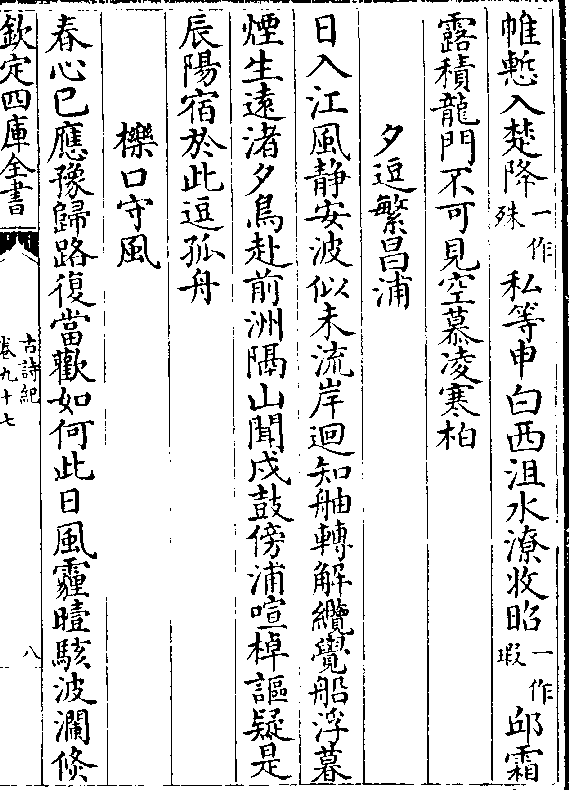 帷慙入楚降一作殊私等申白西沮水潦收昭一作瑕邱霜
露積龍門不可見空慕凌寒柏
夕逗繁昌浦
日入江風静安波似未流岸迴知舳轉解纜覺船浮暮
煙生遠渚夕鳥赴前洲隔山聞戍鼓傍浦喧棹謳疑是
辰陽宿於此逗孤舟
櫟口守風
春心已應豫歸路復當歡如何此日風霾曀駭波瀾倏
欽定四庫全書
古詩紀
卷九十七
八